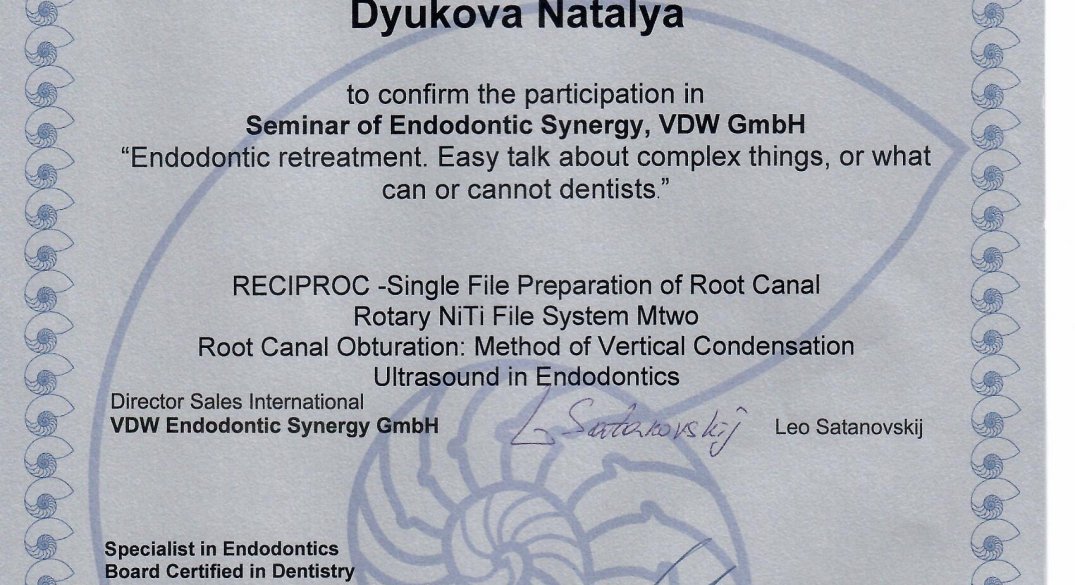 Dyukova Natalya
to confirm the participation in
Seminar of Endodontic Synergy, VDW GmbH
“Endodontic retreatment. Easy talk about complex things, or what
can or cannot dentists.”
RECIPROC -Single File Preparation of Root Canal
Rotary NiTi File System Mtwo
Root Canal Obturation: Method of Vertical Condensation
Ultrasound in Endodontics
Director Sales International
VDW Endodontic Synergy GmbH
L Satanovskij
Leo Satanovskij
Specialist in Endodontics
Board Certified in Dentistry